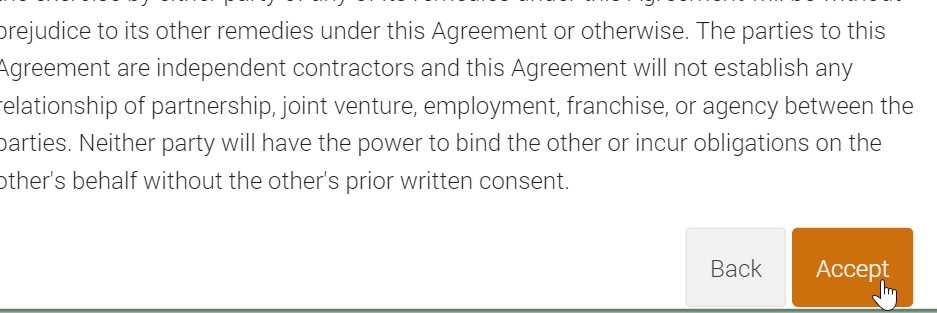 the exercise by either party of any of its remedies under this Agreement will be without
prejudice to its other remedies under this Agreement or otherwise. The parties to this
Agreement are independent contractors and this Agreement will not establish any
relationship of partnership, joint venture, employment, franchise, or agency between the
parties. Neither party will have the power to bind the other or incur obligations on the
other's behalf without the other's prior written consent.
Back
Accept